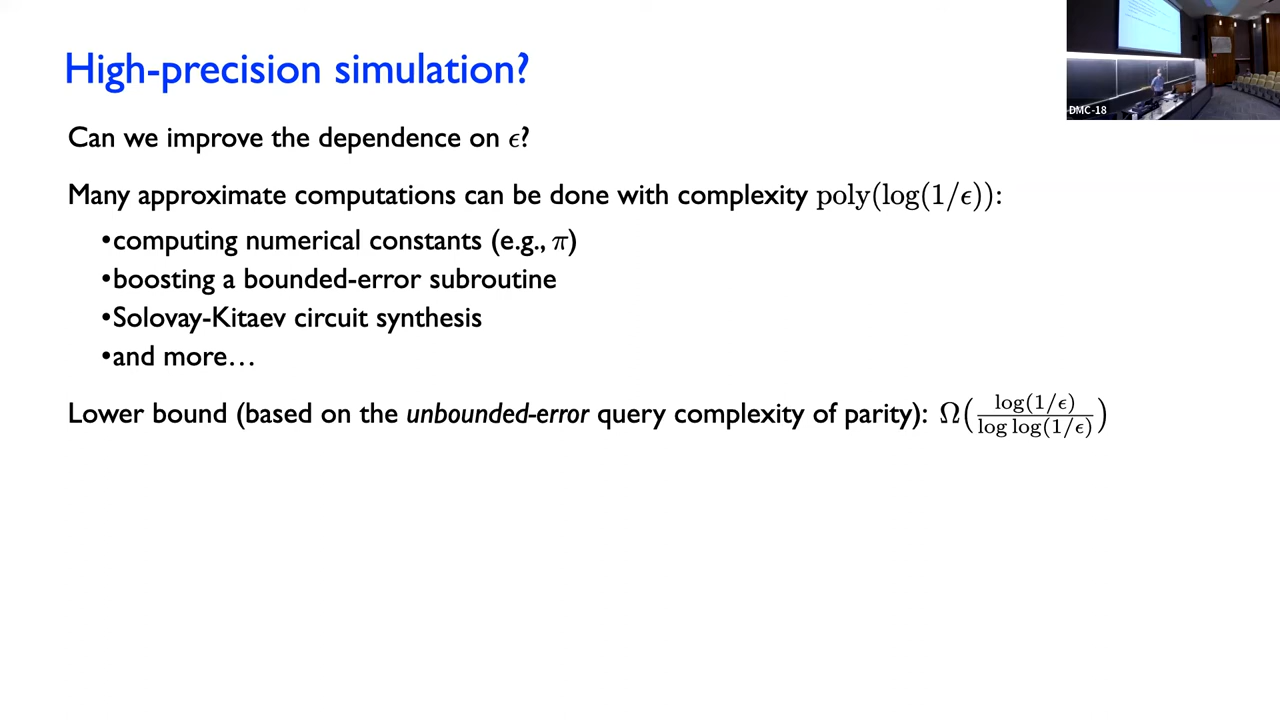 High-precision simulation?
DMC-18
Can we improve the dependence on ϵ?
Many approximate computations can be done with complexity poly(log(1/ϵ)):
•computing numerical constants (e.g., π)
•boosting a bounded-error subroutine
•Solovay-Kitaev circuit synthesis
•and more…
Lower bound (based on the unbounded-error query complexity of parity): Ω(log(1/ϵ) / log log(1/ϵ))